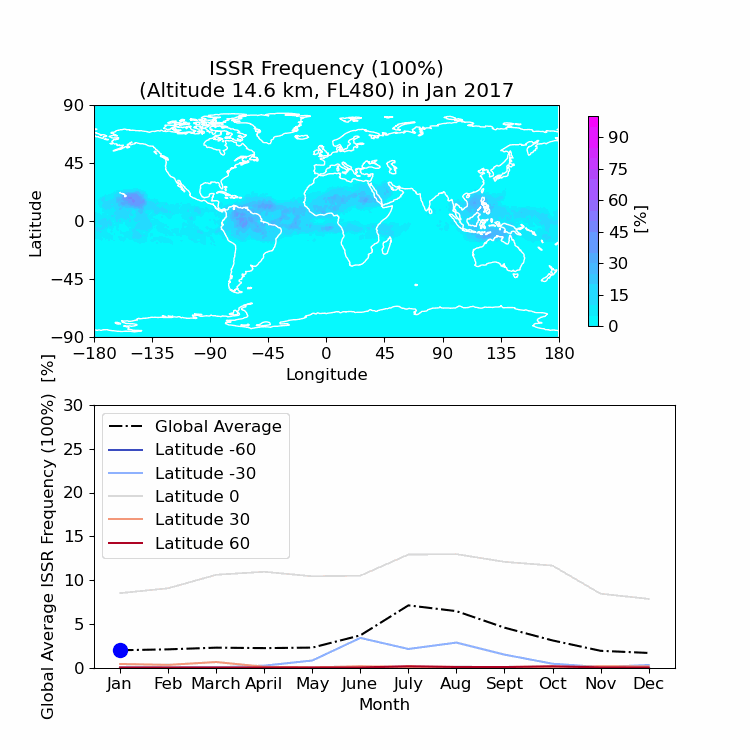 ISSR Frequency (100%)
(Altitude 14.6 km, FL480) in Jan 2017
90
45
0
−45
−90
Latitude
−180 −135 −90 −45 0 45 90 135 180
Longitude
90
75
60
45
30
15
0
[%]
Global Average ISSR Frequency (100%) [%]
30
25
20
15
10
5
0
Global Average
Latitude -60
Latitude -30
Latitude 0
Latitude 30
Latitude 60
Jan Feb March April May June July Aug Sept Oct Nov Dec
Month